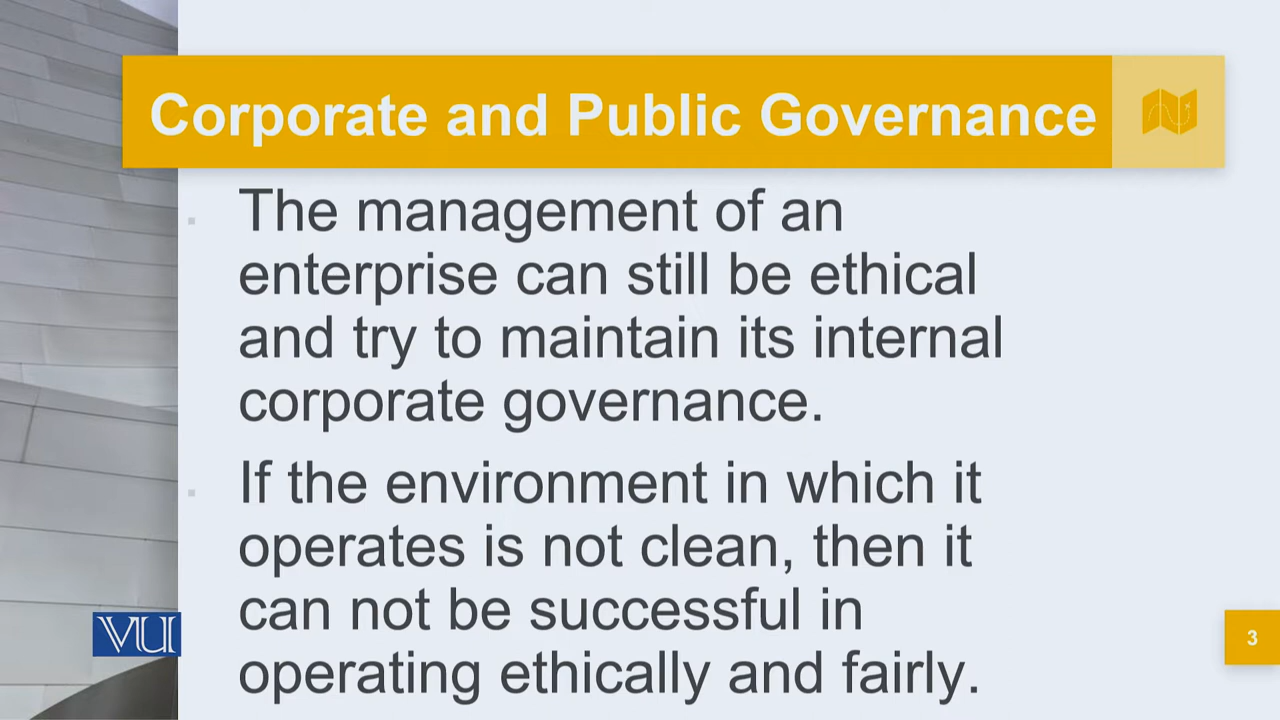 Corporate and Public Governance
The management of an
enterprise can still be ethical
and try to maintain its internal
corporate governance.
If the environment in which it
operates is not clean, then it
can not be successful in
operating ethically and fairly.
VU
3